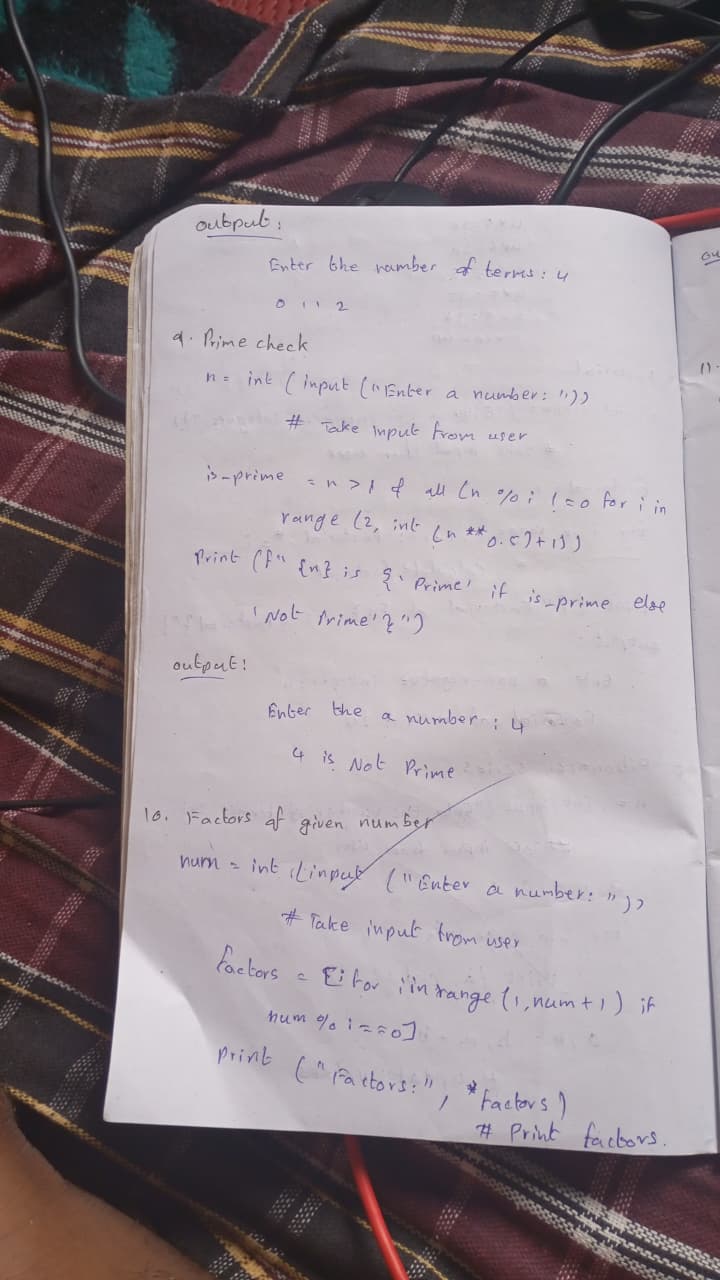 output:
Enter the number of terms: 4
0 1 1 2
9. Prime check
n = int (input ("Enter a number: "))
# Take input from user
is-prime = n > 1 & all (n % i != 0 for i in
range (2, int (n ** 0.5)+1))
Print (f" {n} is {'Prime' if is_prime else
'Not Prime'}")
output:
Enter the a number: 4
4 is Not Prime
10. Factors of given number
num = int (input ("Enter a number: "))
# Take input from user
factors = [i for i in range (1, num+1) if
num % i == 0]
print ("Factors:", *factors)
# Print factors.
ou
11.